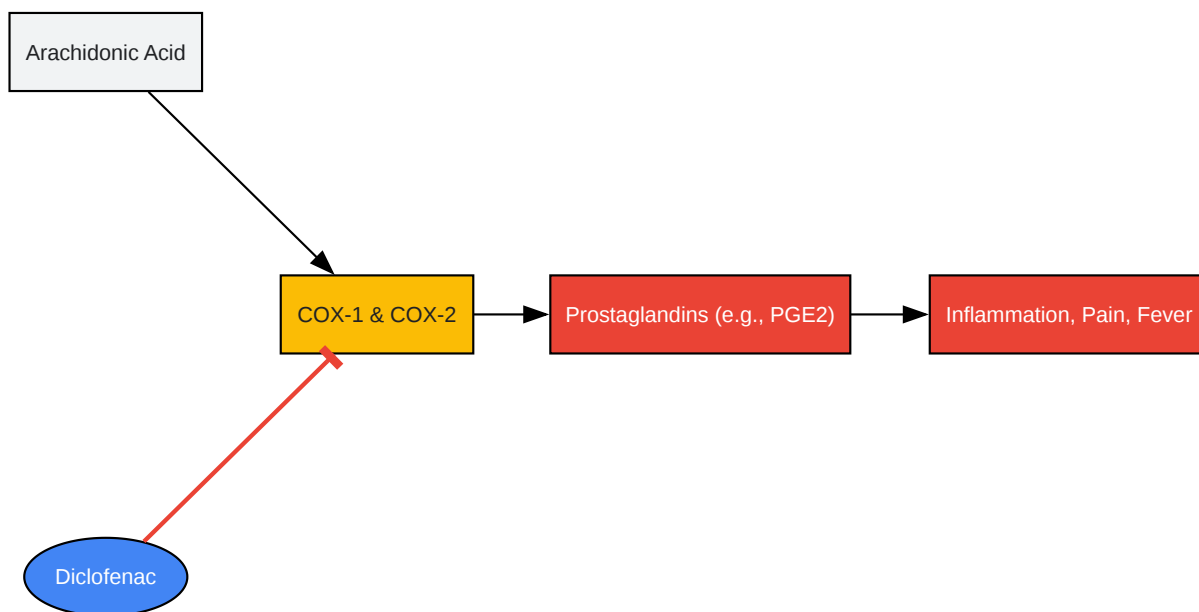 Arachidonic Acid
COX-1 & COX-2
Prostaglandins (e.g., PGE2)
Inflammation, Pain, Fever
Diclofenac